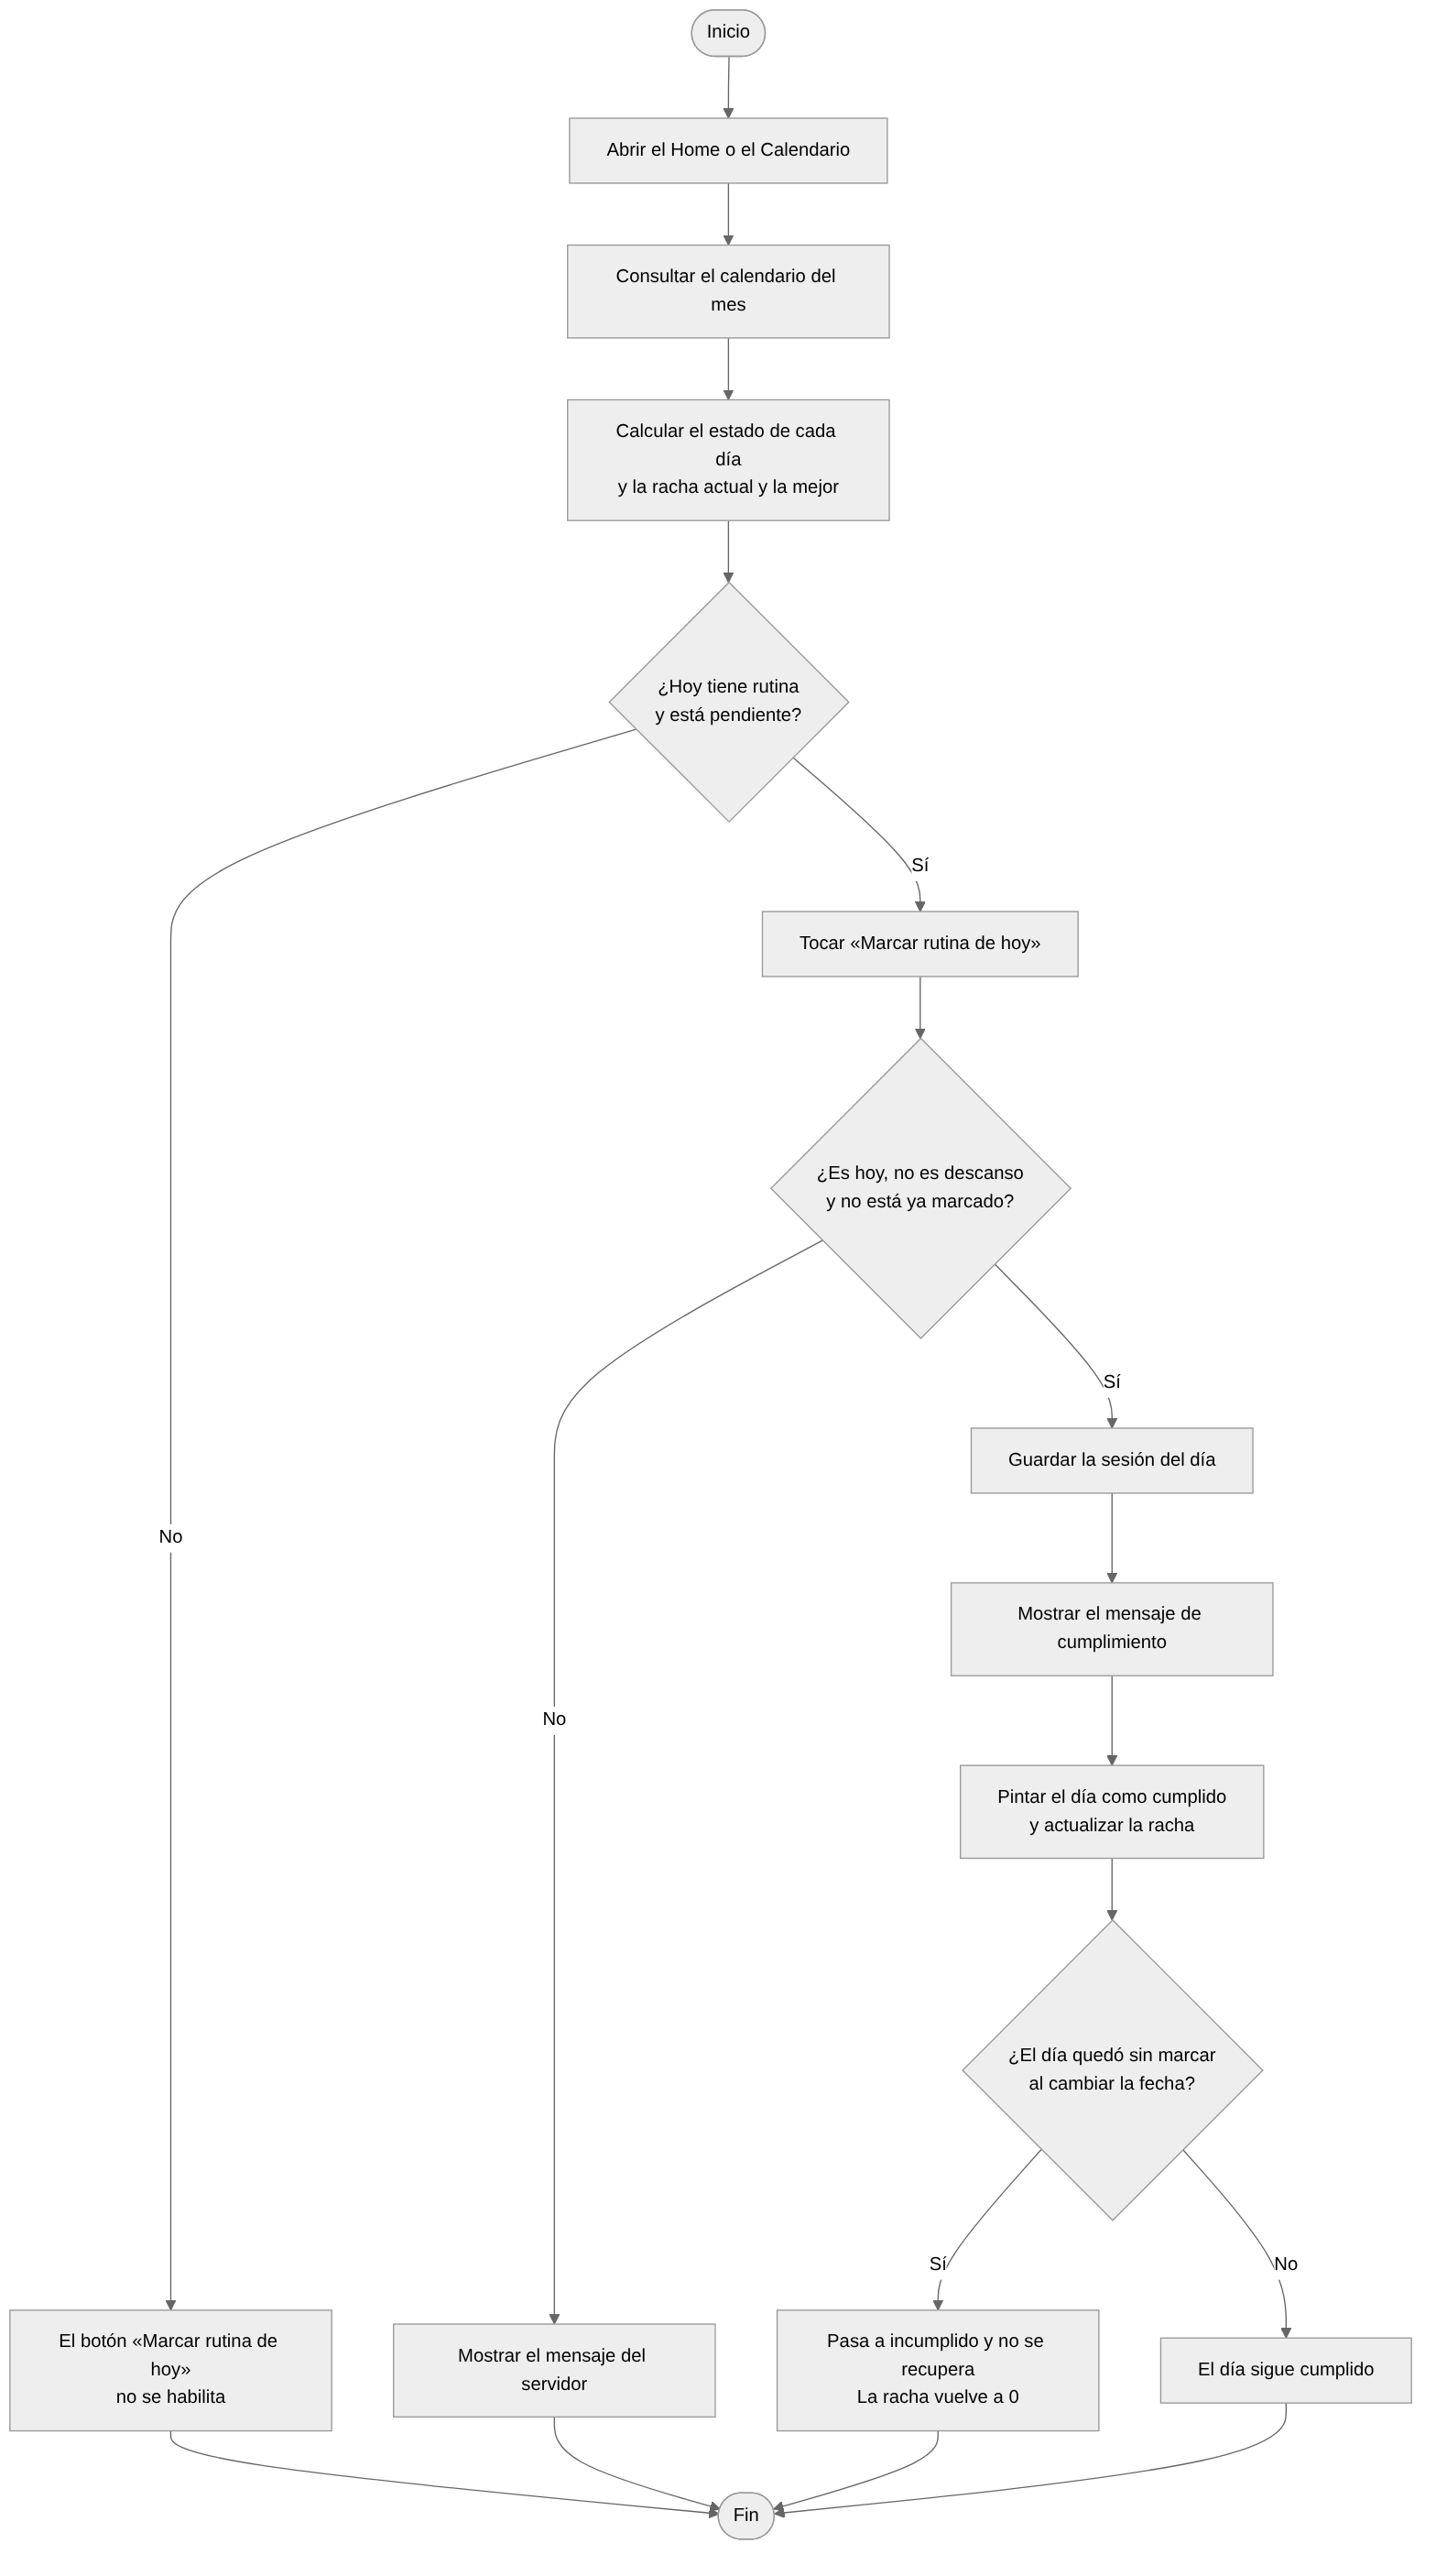 Inicio
Abrir el Home o el Calendario
Consultar el calendario del
mes
Calcular el estado de cada
día
y la racha actual y la mejor
¿Hoy tiene rutina
y está pendiente?
Sí
Tocar «Marcar rutina de hoy»
¿Es hoy, no es descanso
y no está ya marcado?
Sí
Guardar la sesión del día
No
Mostrar el mensaje de
cumplimiento
No
Pintar el día como cumplido
y actualizar la racha
¿El día quedó sin marcar
al cambiar la fecha?
Sí
No
El botón «Marcar rutina de
hoy»
no se habilita
Mostrar el mensaje del
servidor
Pasa a incumplido y no se
recupera
La racha vuelve a 0
El día sigue cumplido
Fin